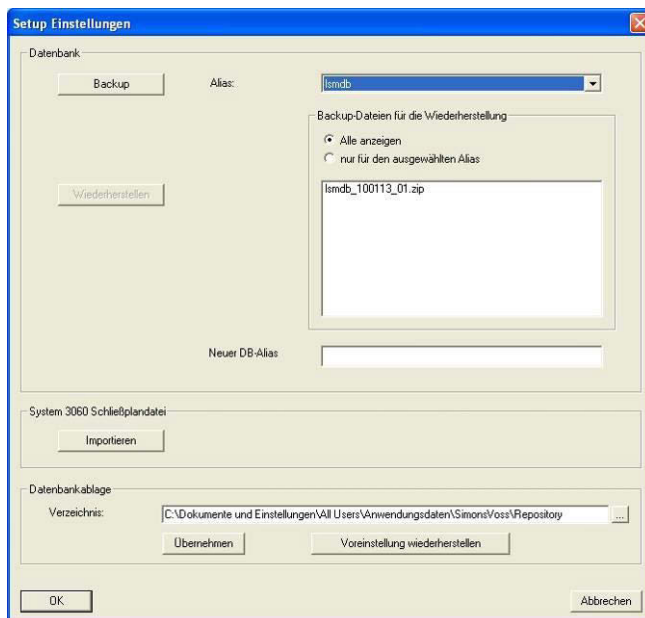 Setup Einstellungen
Datenbank
Backup
Alias:
lsmdb
Backup-Dateien für die Wiederherstellung
Alle anzeigen
nur für den ausgewählten Alias
Wiederherstellen
lsmdb_100113_01.zip
Neuer DB-Alias
System 3060 Schließplandatei
Importieren
Datenbankablage
Verzeichnis:
C:\Dokumente und Einstellungen\All Users\Anwendungsdaten\SimonsVoss\Repository
...
Übernehmen
Voreinstellung wiederherstellen
OK
Abbrechen